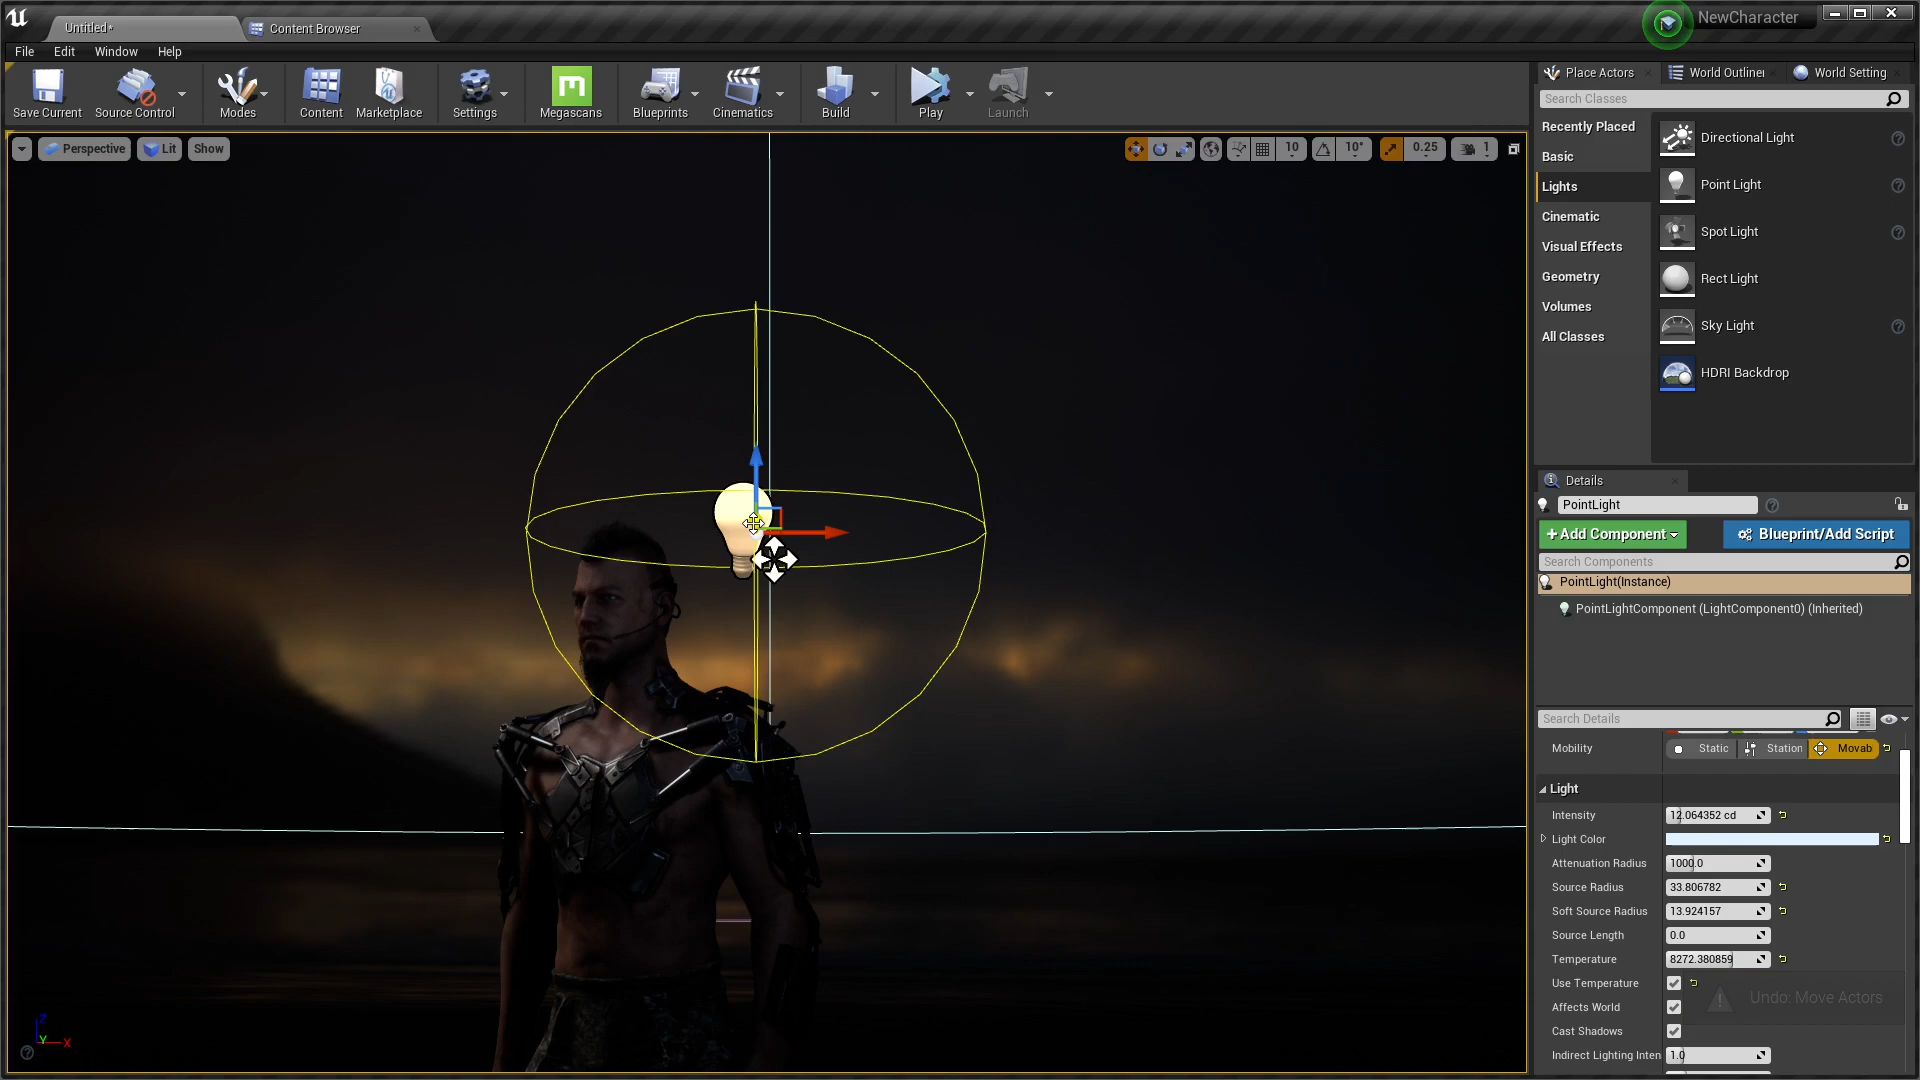 Untitled*
Content Browser
NewCharacter
File Edit Window Help
Save Current
Source Control
Modes
Content
Marketplace
Settings
Megascans
Blueprints
Cinematics
Build
Play
Launch
Perspective
Lit
Show
10
10°
0.25
1
Place Actors
World Outliner
World Setting
Search Classes
Recently Placed
Basic
Lights
Cinematic
Visual Effects
Geometry
Volumes
All Classes
Directional Light
Point Light
Spot Light
Rect Light
Sky Light
HDRI Backdrop
Details
PointLight
+Add Component
Blueprint/Add Script
Search Components
PointLight(Instance)
PointLightComponent (LightComponent0) (Inherited)
Search Details
Mobility Static Station Movab
Light
Intensity 12.064352 cd
Light Color
Attenuation Radius 1000.0
Source Radius 33.806782
Soft Source Radius 13.924157
Source Length 0.0
Temperature 8272.380859
Use Temperature
Undo: Move Actors
Affects World
Cast Shadows
Indirect Lighting Inten 1.0
Z
Y
X